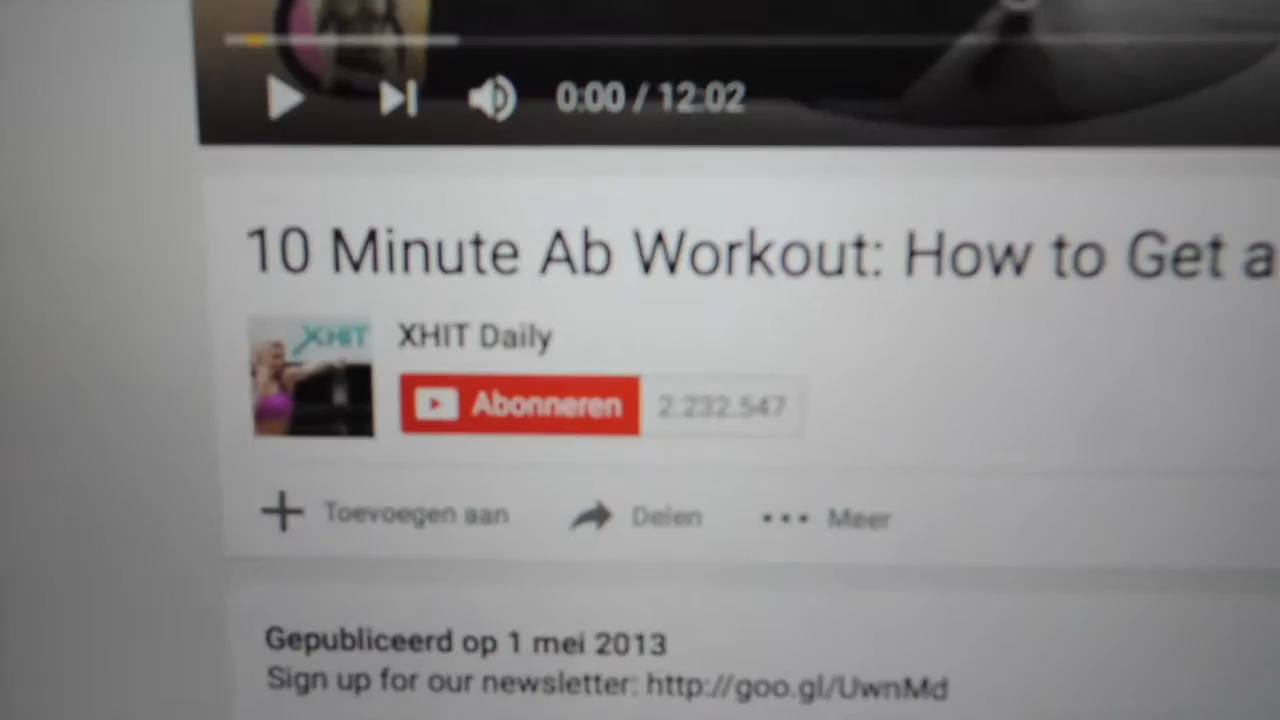 0:00 / 12:02
10 Minute Ab Workout: How to Get a
XHIT
XHIT Daily
Abonneren 2.232.547
Toevoegen aan Delen Meer
Gepubliceerd op 1 mei 2013
Sign up for our newsletter: http://goo.gl/UwnMd